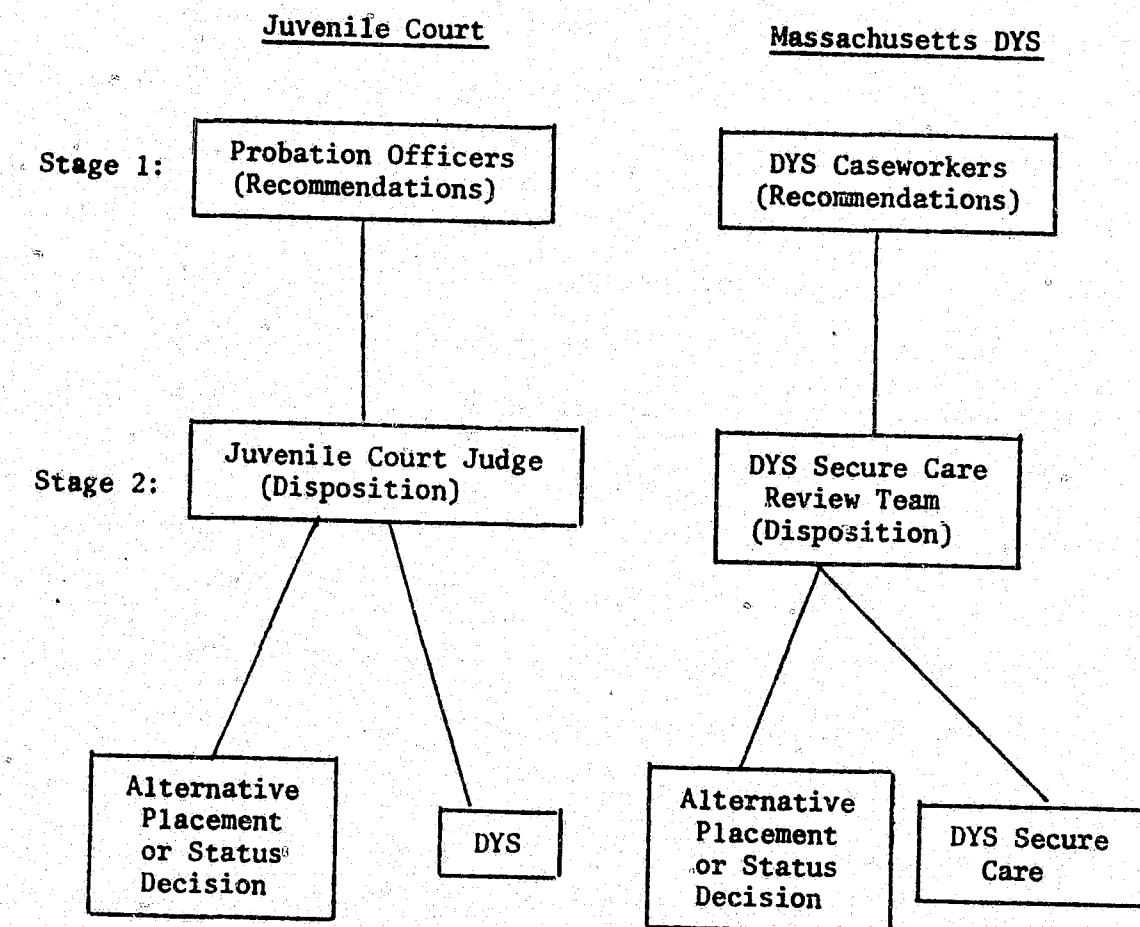 Juvenile Court
Massachusetts DYS
Stage 1:
Probation Officers
(Recommendations)
DYS Caseworkers
(Recommendations)
Stage 2:
Juvenile Court Judge
(Disposition)
DYS Secure Care
Review Team
(Disposition)
Alternative
Placement
or Status
Decision
DYS
Alternative
Placement
or Status
Decision
DYS Secure
Care